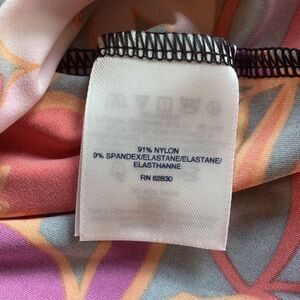 91% NYLON
9% SPANDEX/ELASTANE/ELASTANE/
ELASTHANNE
RN 62830